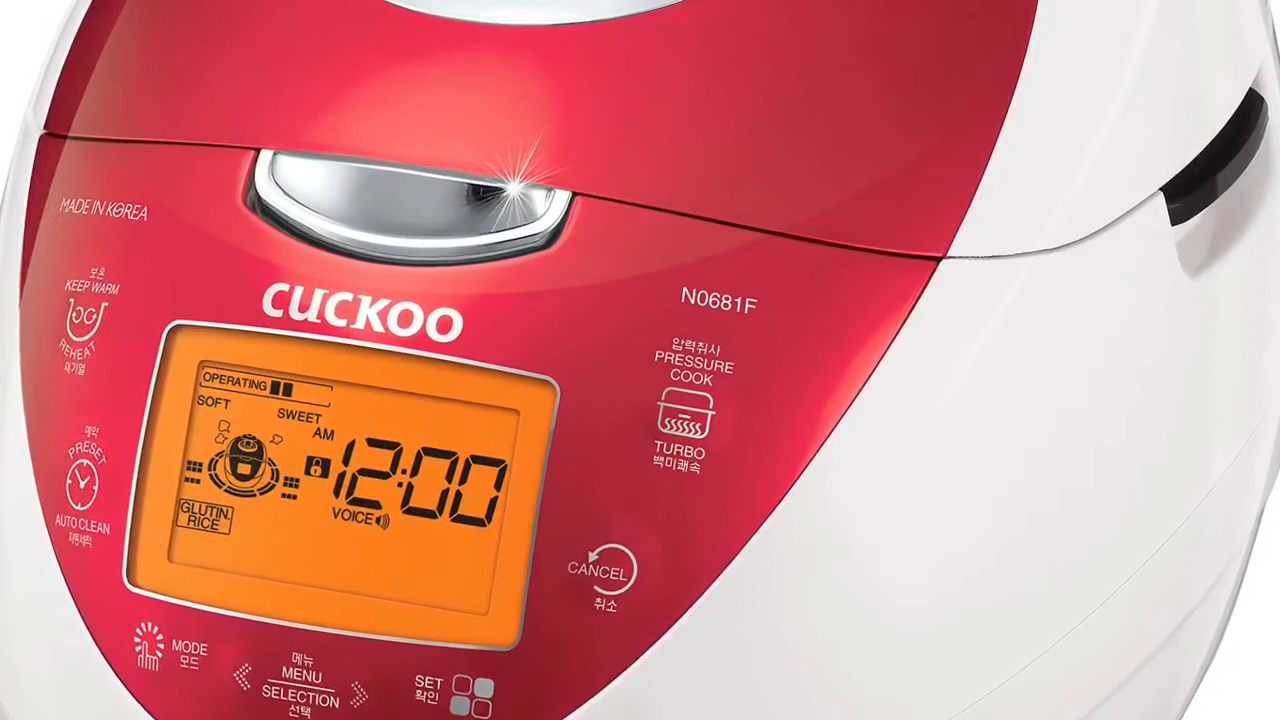 MADE IN KOREA
보온
KEEP WARM
REHEAT
재가열
예약
PRESET
AUTO CLEAN
자동세척
CUCKOO
OPERATING
SOFT
SWEET
AM
12:00
VOICE
GLUTIN.
RICE
N0681F
압력취사
PRESSURE
COOK
TURBO
백미쾌속
CANCEL
취소
MODE
모드
메뉴
MENU
SELECTION
선택
SET
확인